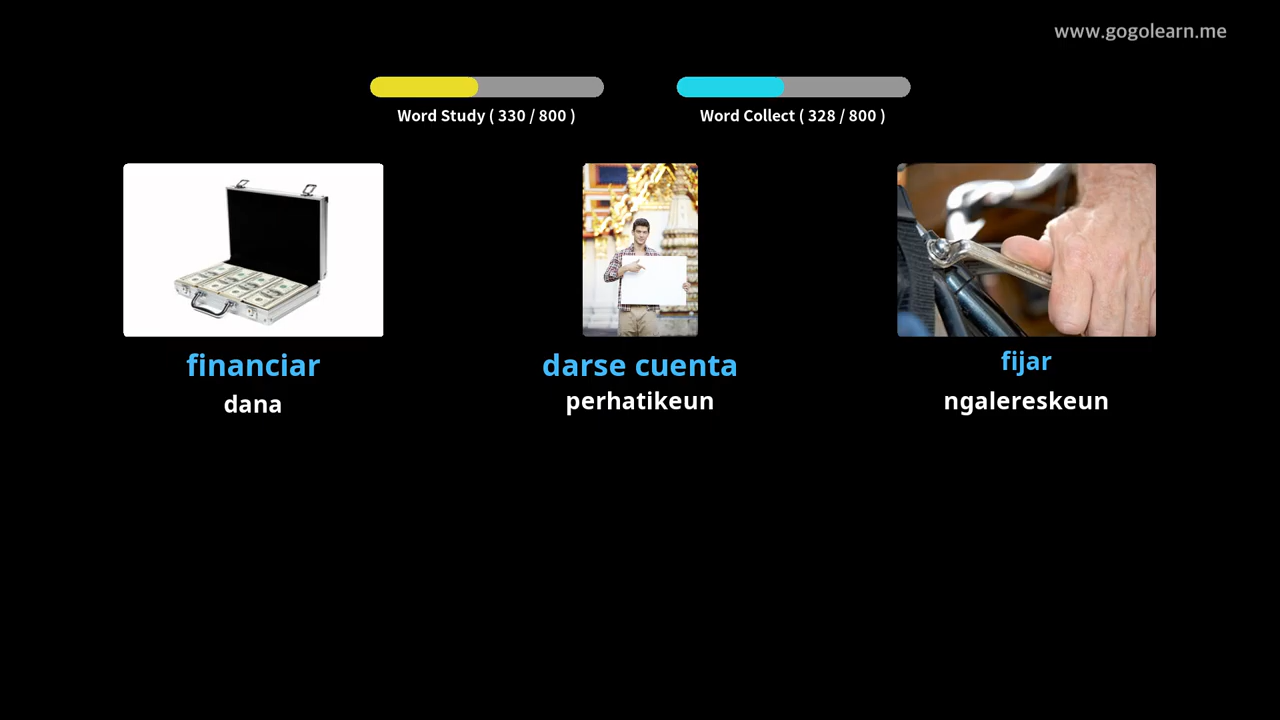 www.gogolearn.me
Word Study ( 330 / 800 )
Word Collect ( 328 / 800 )
financiar
dana
darse cuenta
perhatikeun
fijar
ngalereskeun